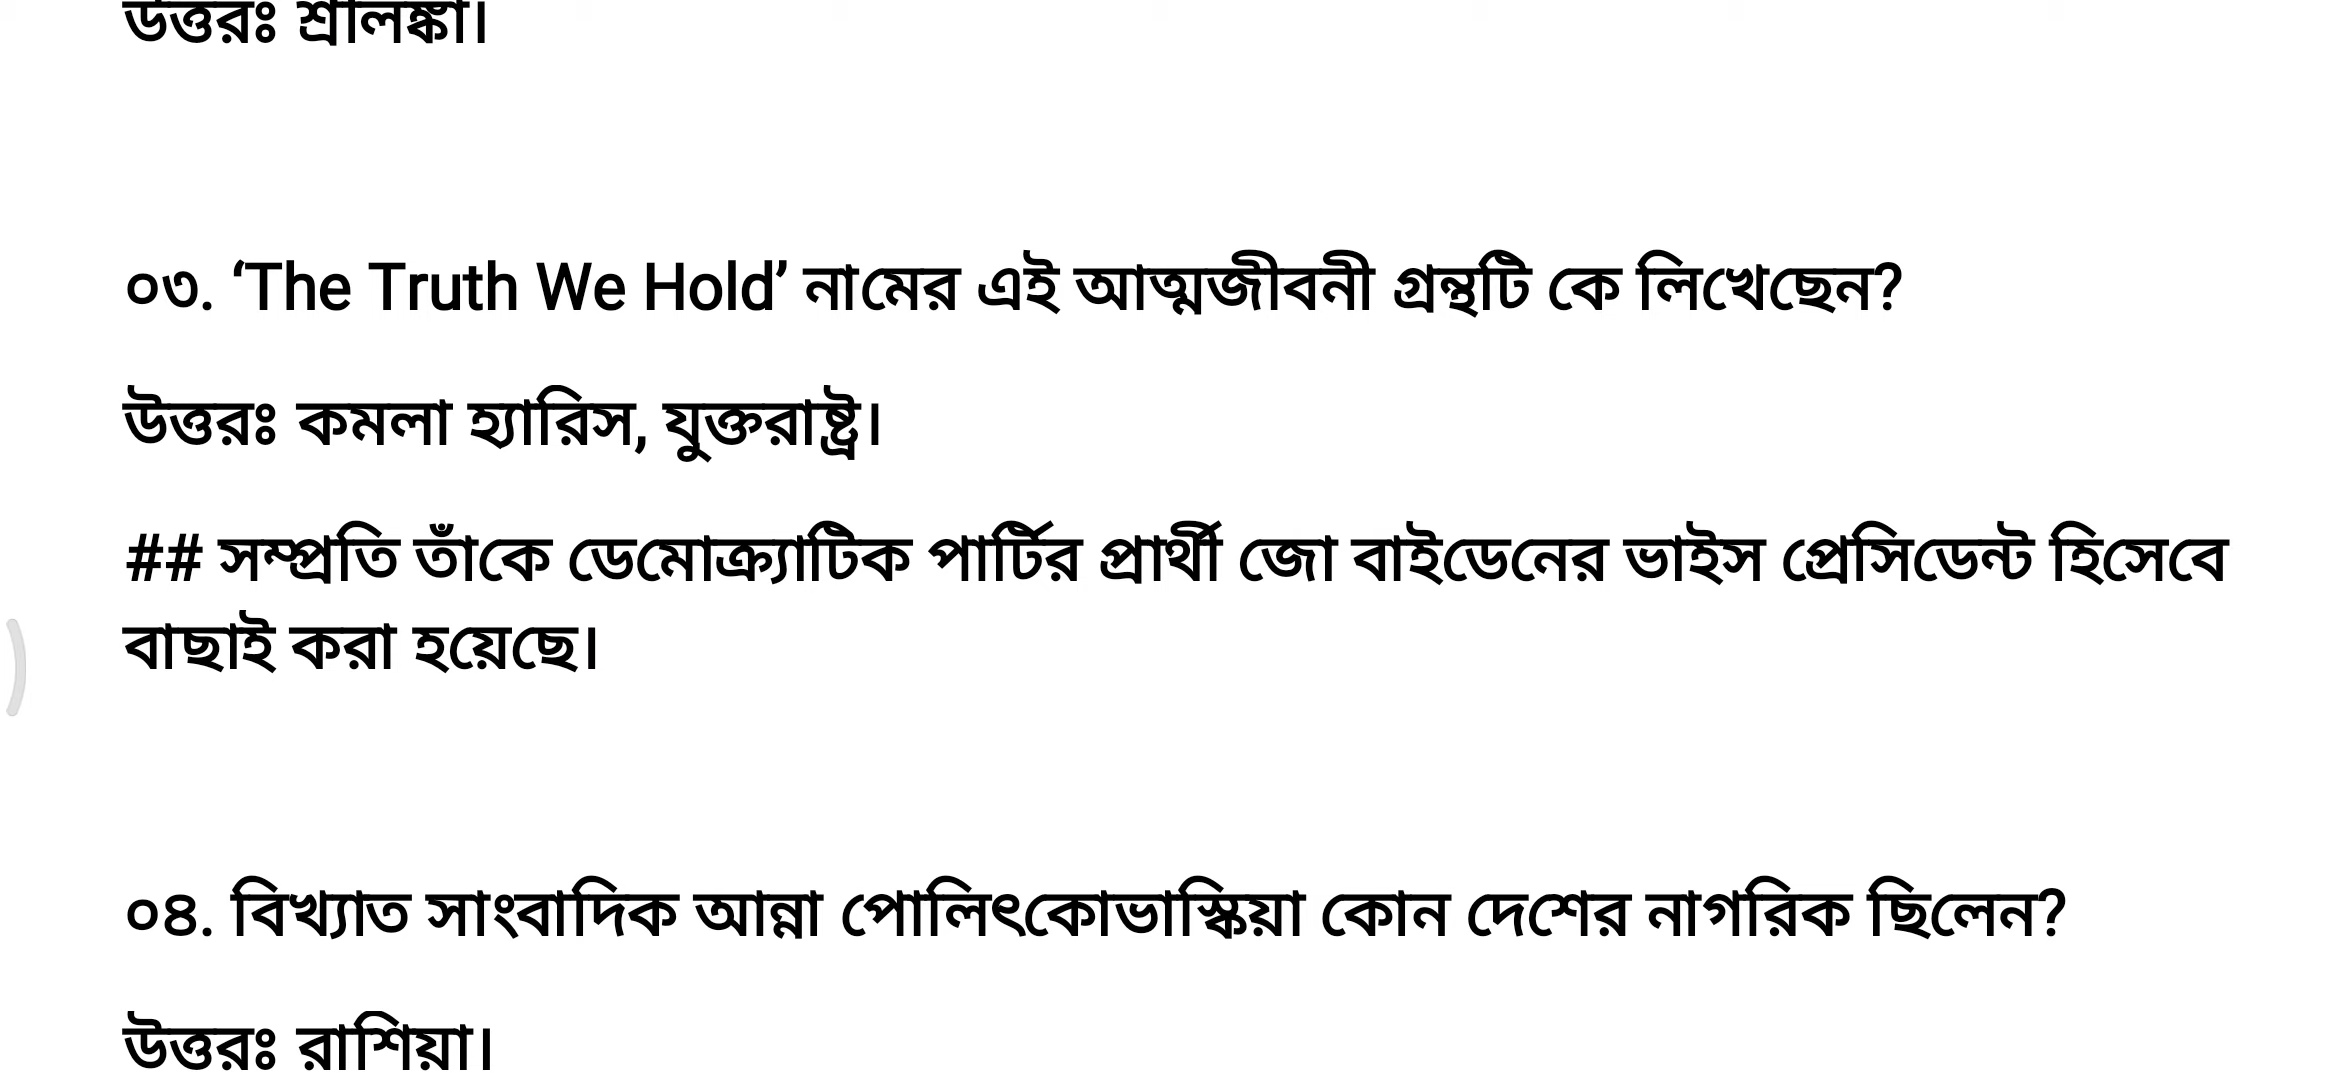 উত্তরঃ শ্রীলঙ্কা।
০৩. ‘The Truth We Hold’ নামের এই আত্মজীবনী গ্রন্থটি কে লিখেছেন?
উত্তরঃ কমলা হ্যারিস, যুক্তরাষ্ট্র।
## সম্প্রতি তাঁকে ডেমোক্র্যাটিক পার্টির প্রার্থী জো বাইডেনের ভাইস প্রেসিডেন্ট হিসেবে
বাছাই করা হয়েছে।
০৪. বিখ্যাত সাংবাদিক আন্না পোলিৎকোভাস্কিয়া কোন দেশের নাগরিক ছিলেন?
উত্তরঃ রাশিয়া।